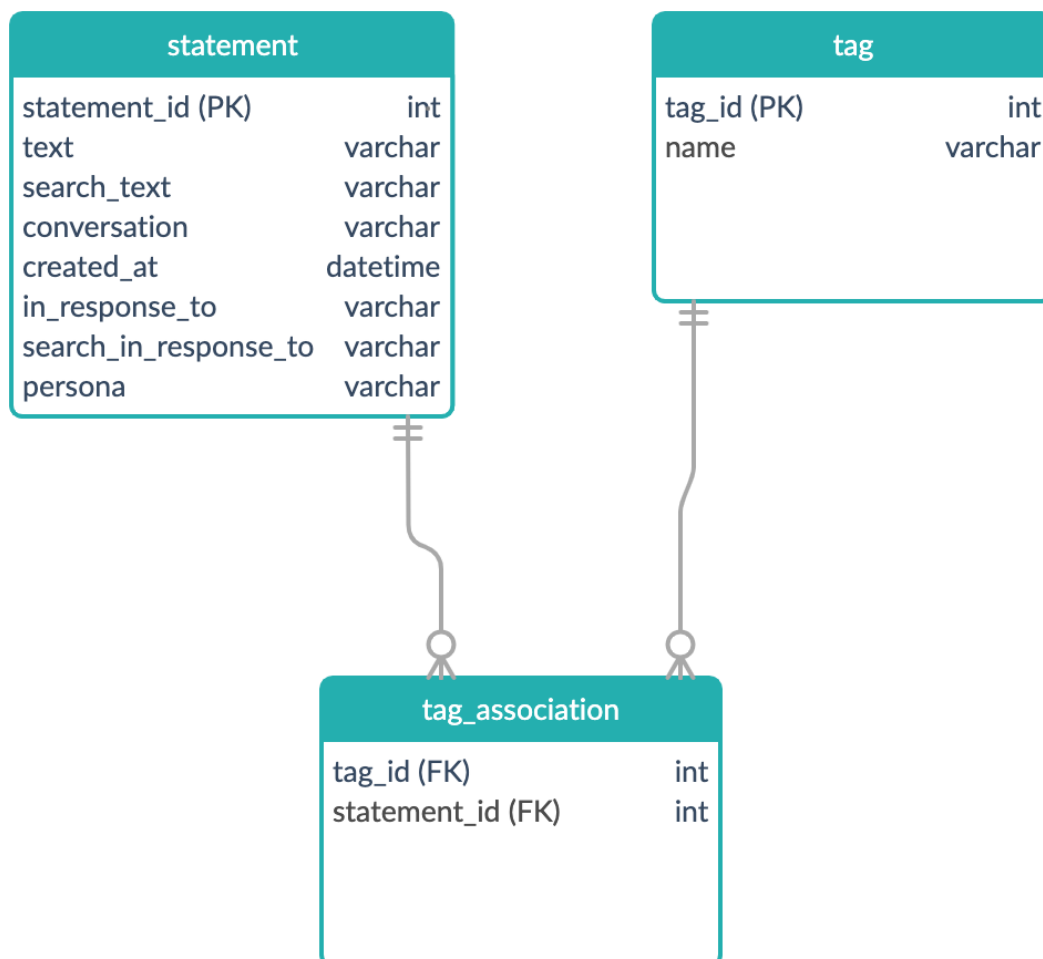 statement
statement_id (PK) int
text varchar
search_text varchar
conversation varchar
created_at datetime
in_response_to varchar
search_in_response_to varchar
persona varchar
tag
tag_id (PK) int
name varchar
tag_association
tag_id (FK) int
statement_id (FK) int